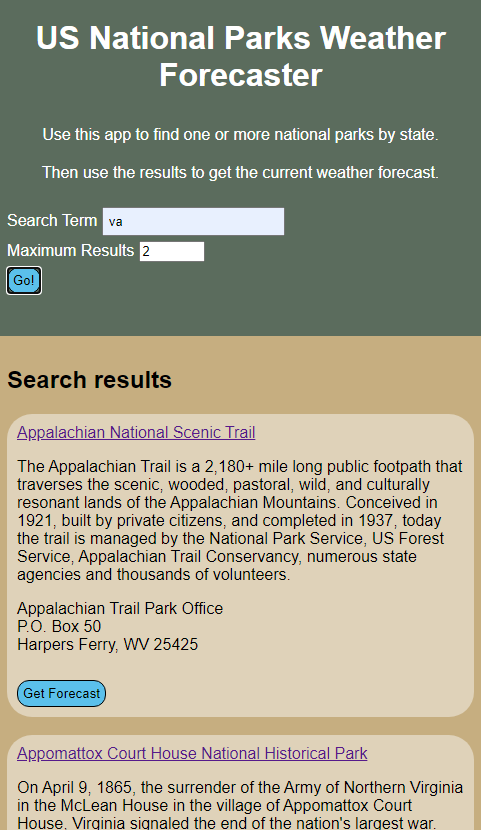 US National Parks Weather
Forecaster
Use this app to find one or more national parks by state.
Then use the results to get the current weather forecast.
Search Term va
Maximum Results 2
Go!
Search results
Appalachian National Scenic Trail
The Appalachian Trail is a 2,180+ mile long public footpath that
traverses the scenic, wooded, pastoral, wild, and culturally
resonant lands of the Appalachian Mountains. Conceived in
1921, built by private citizens, and completed in 1937, today
the trail is managed by the National Park Service, US Forest
Service, Appalachian Trail Conservancy, numerous state
agencies and thousands of volunteers.
Appalachian Trail Park Office
P.O. Box 50
Harpers Ferry, WV 25425
Get Forecast
Appomattox Court House National Historical Park
On April 9, 1865, the surrender of the Army of Northern Virginia
in the McLean House in the village of Appomattox Court
House, Virginia signaled the end of the nation's largest war.